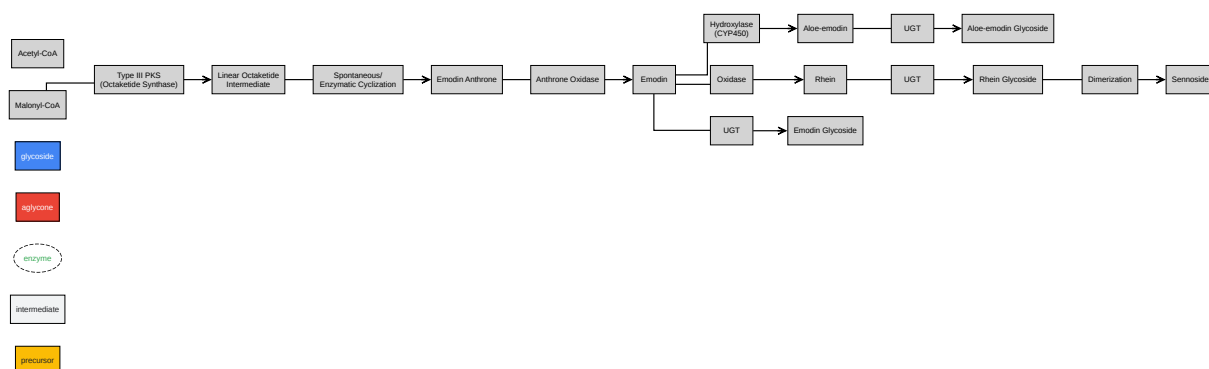 Acetyl-CoA
Malonyl-CoA
Type III PKS
(Octaketide Synthase)
Linear Octaketide
Intermediate
Spontaneous/
Enzymatic Cyclization
Emodin Anthrone
Anthrone Oxidase
Emodin
Hydroxylase
(CYP450)
Aloe-emodin
UGT
Aloe-emodin Glycoside
Oxidase
Rhein
UGT
Rhein Glycoside
Dimerization
Sennoside
UGT
Emodin Glycoside
glycoside
aglycone
enzyme
intermediate
precursor